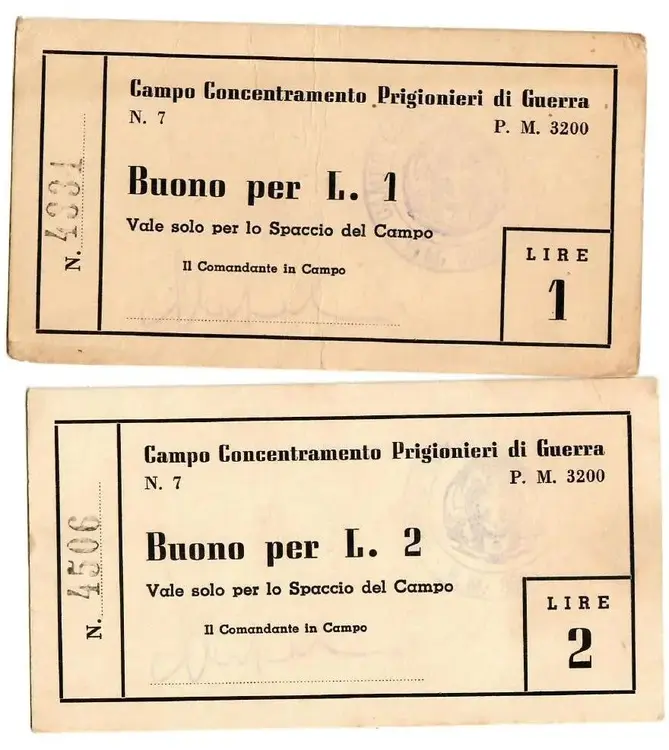 N. 4884
Campo Concentramento Prigionieri di Guerra
N. 7 P. M. 3200
Buono per L. 1
Vale solo per lo Spaccio del Campo
Il Comandante in Campo
LIRE
1
N. 4506
Campo Concentramento Prigionieri di Guerra
N. 7 P. M. 3200
Buono per L. 2
Vale solo per lo Spaccio del Campo
Il Comandante in Campo
LIRE
2